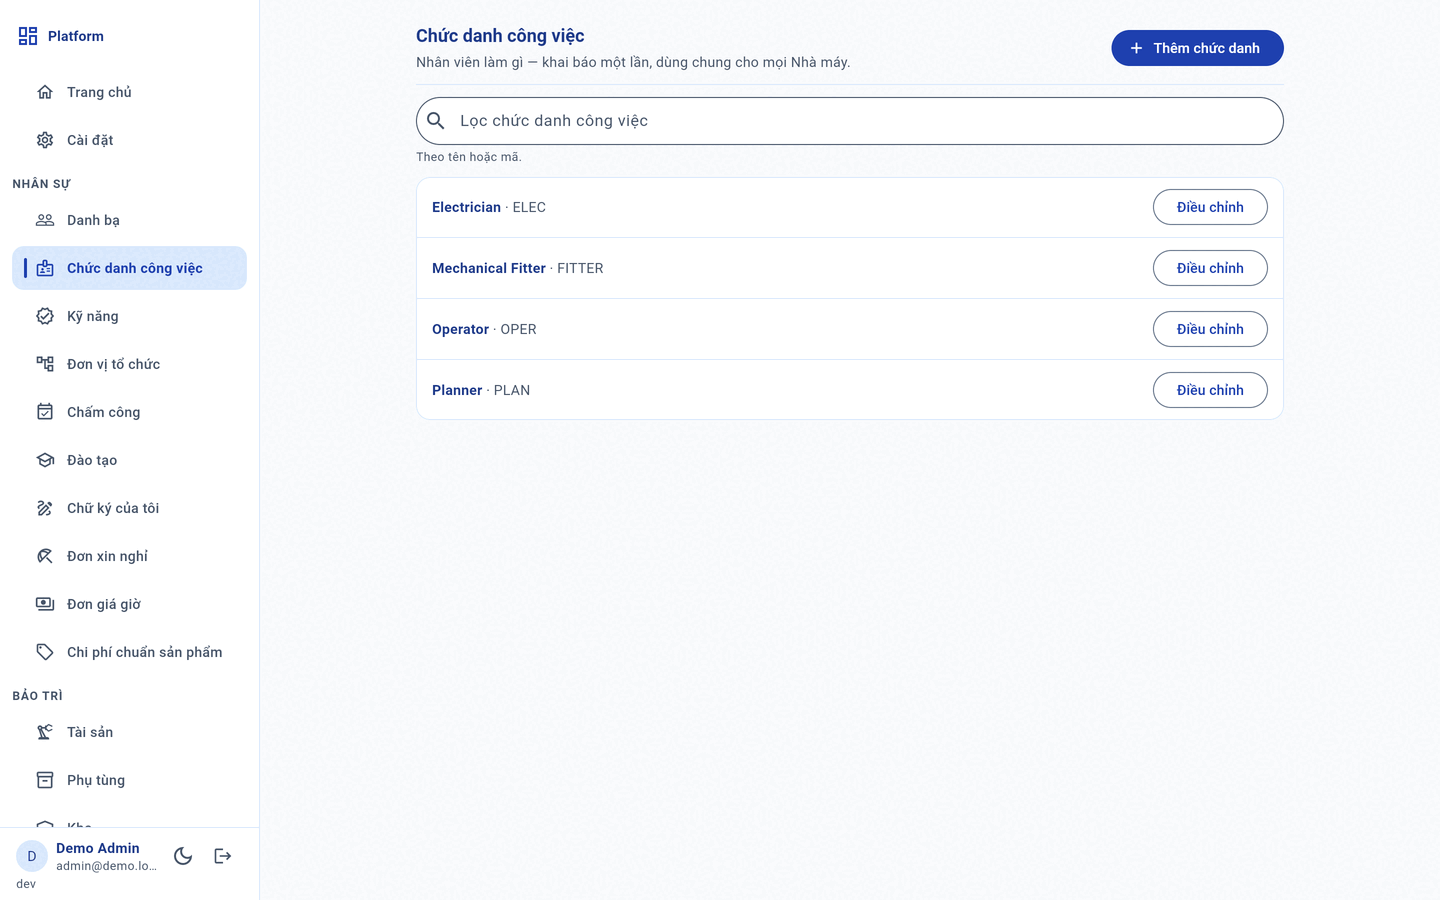 Platform
Trang chủ
Cài đặt
NHÂN SỰ
Danh bạ
Chức danh công việc
Kỹ năng
Đơn vị tổ chức
Chấm công
Đào tạo
Chữ ký của tôi
Đơn xin nghỉ
Đơn giá giờ
Chi phí chuẩn sản phẩm
BẢO TRÌ
Tài sản
Phụ tùng
D
Demo Admin
admin@demo.lo...
dev
Chức danh công việc
Nhân viên làm gì — khai báo một lần, dùng chung cho mọi Nhà máy.
Thêm chức danh
Lọc chức danh công việc
Theo tên hoặc mã.
Electrician · ELEC
Điều chỉnh
Mechanical Fitter · FITTER
Điều chỉnh
Operator · OPER
Điều chỉnh
Planner · PLAN
Điều chỉnh